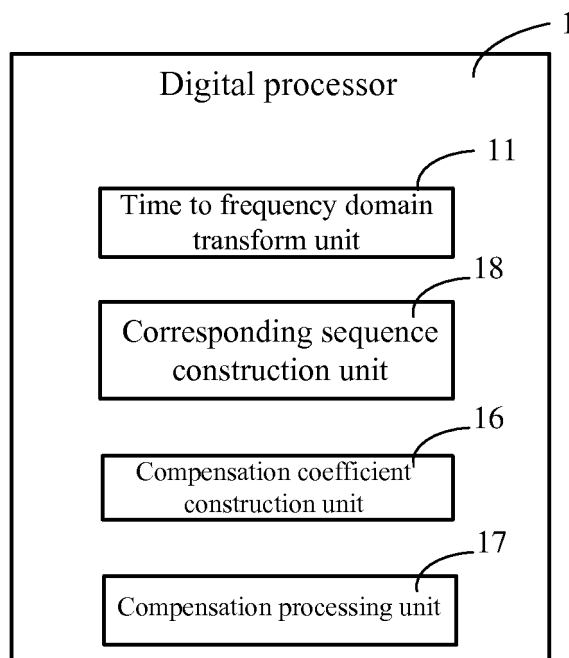 1
Digital processor
11
Time to frequency domain
transform unit
18
Corresponding sequence
construction unit
16
Compensation coefficient
construction unit
17
Compensation processing unit